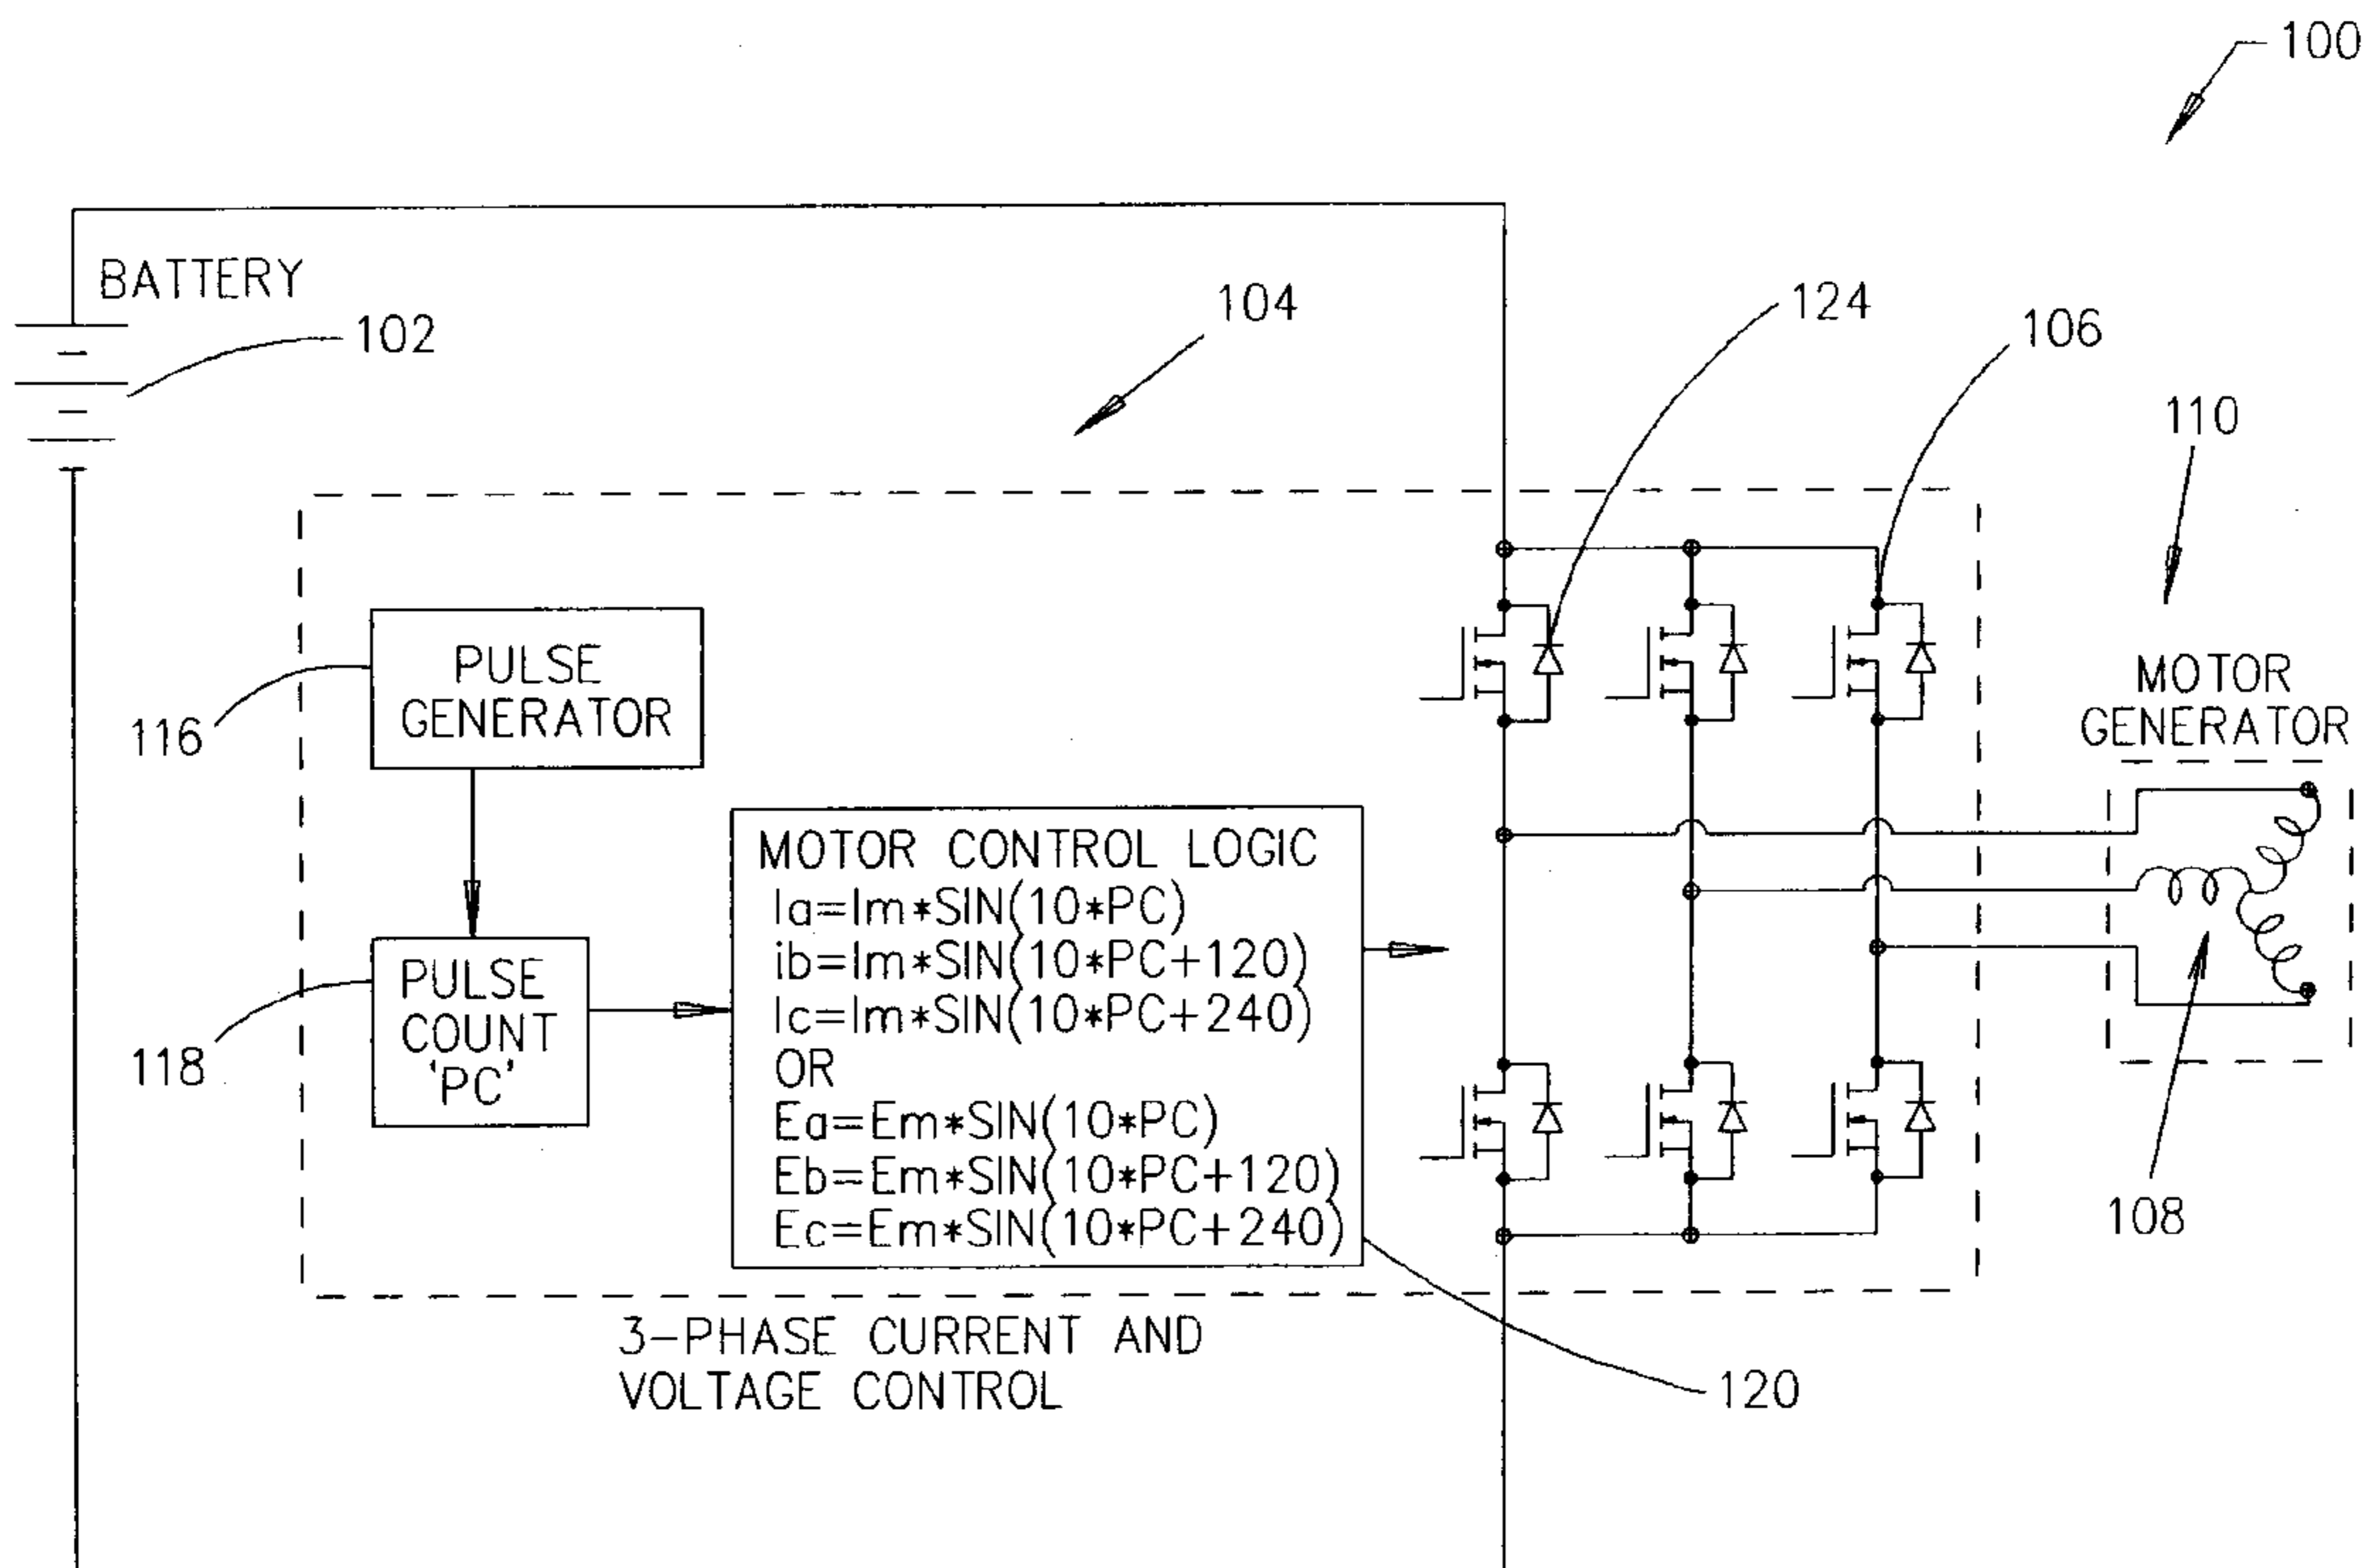 100
BATTERY
102
104
124
106
110
PULSE
GENERATOR
116
MOTOR
GENERATOR
PULSE
COUNT
'PC'
118
MOTOR CONTROL LOGIC
Ia=Im*SIN(10*PC)
ib=Im*SIN(10*PC+120)
Ic=Im*SIN(10*PC+240)
OR
Ea=Em*SIN(10*PC)
Eb=Em*SIN(10*PC+120)
Ec=Em*SIN(10*PC+240)
108
3-PHASE CURRENT AND
VOLTAGE CONTROL
120